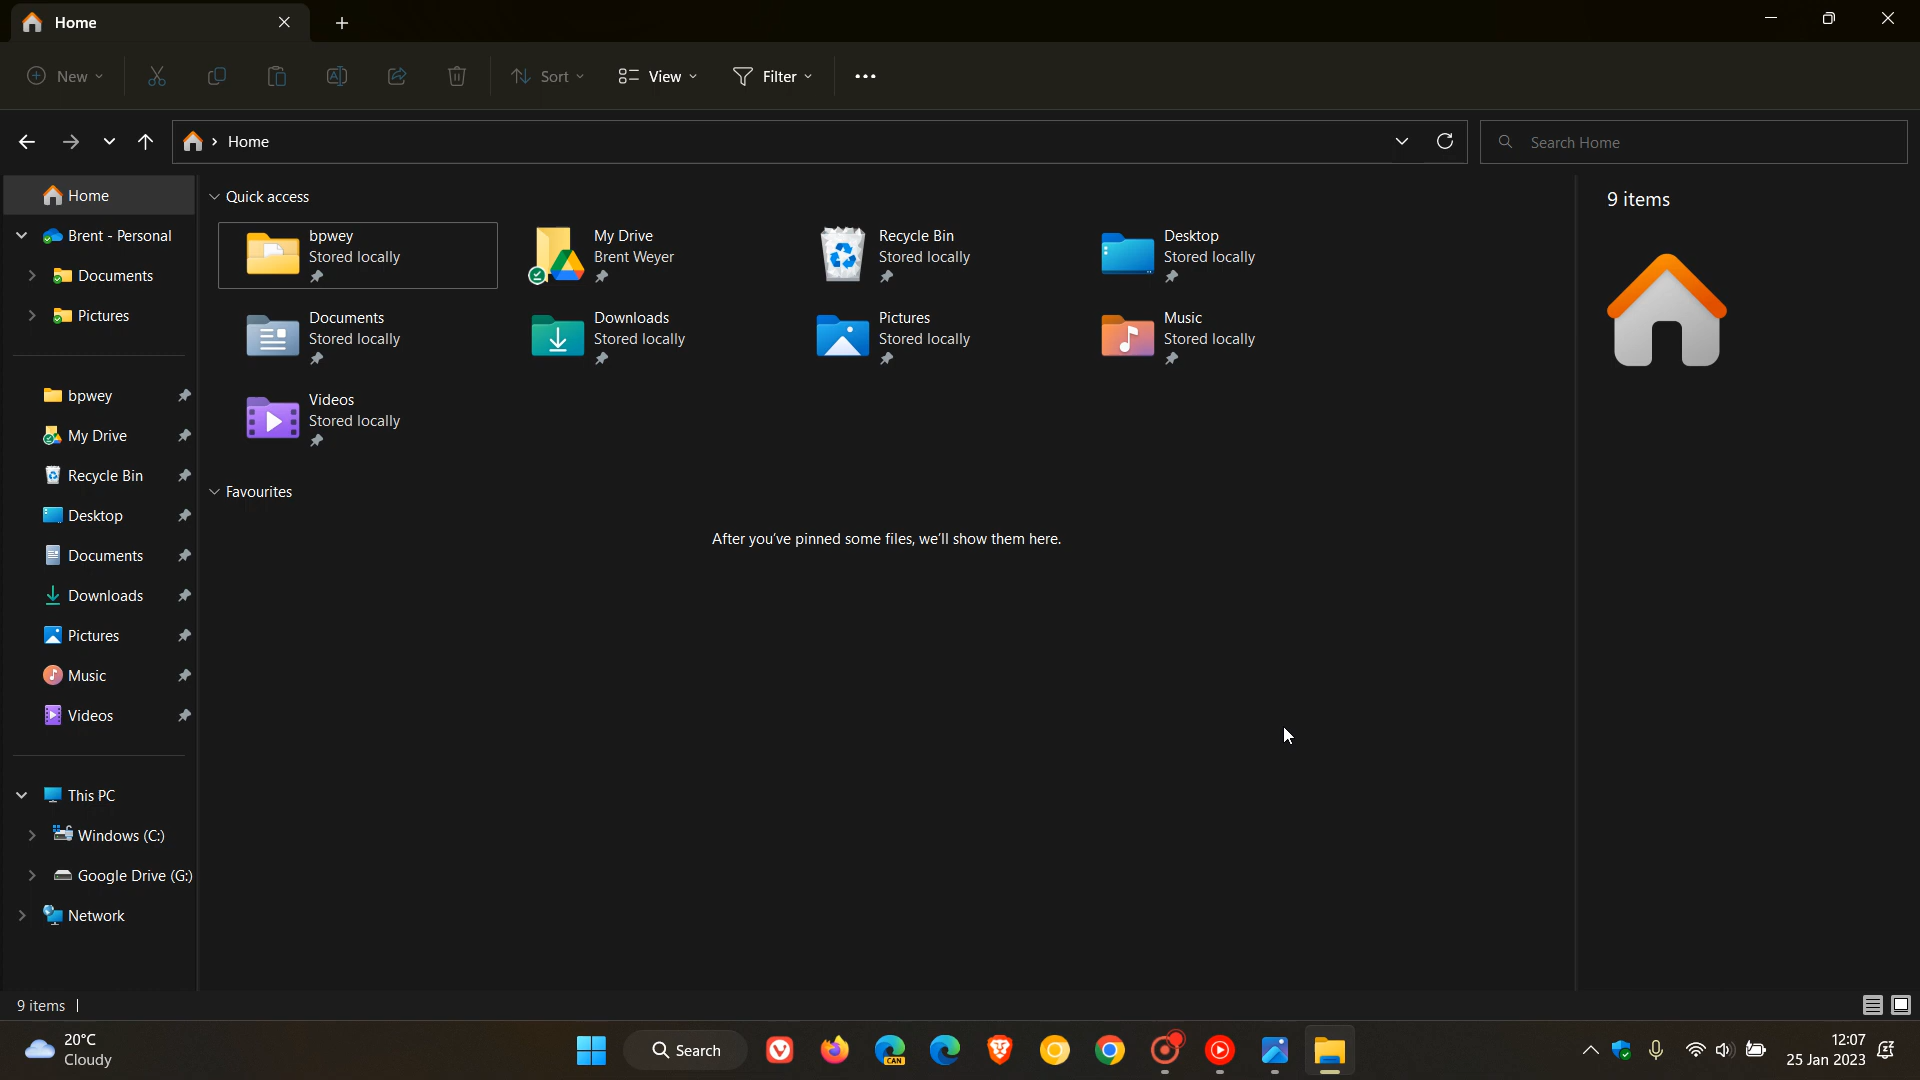 Home
New
Sort
View
Filter
Home
Search Home
Home
Brent - Personal
Documents
Pictures
bpwey
My Drive
Recycle Bin
Desktop
Documents
Downloads
Pictures
Music
Videos
This PC
Windows (C:)
Google Drive (G:)
Network
Quick access
bpwey
Stored locally
My Drive
Brent Weyer
Recycle Bin
Stored locally
Desktop
Stored locally
Documents
Stored locally
Downloads
Stored locally
Pictures
Stored locally
Music
Stored locally
Videos
Stored locally
Favourites
After you've pinned some files, we'll show them here.
9 items
9 items
20°C
Cloudy
Search
CAN
12:07
25 Jan 2023